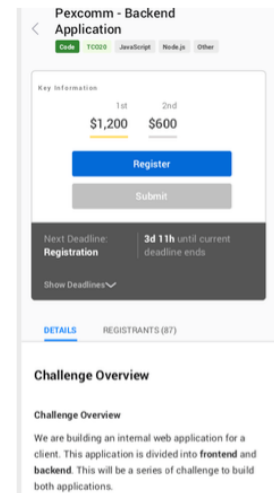 Pexcomm - Backend
Application
Code TCO20 JavaScript Node.js Other
Key Information
1st 2nd
$1,200 $600
Register
Submit
Next Deadline: 3d 11h until current
Registration deadline ends
Show Deadlines
DETAILS REGISTRANTS (87)
Challenge Overview
Challenge Overview
We are building an internal web application for a
client. This application is divided into frontend and
backend. This will be a series of challenge to build
both applications.